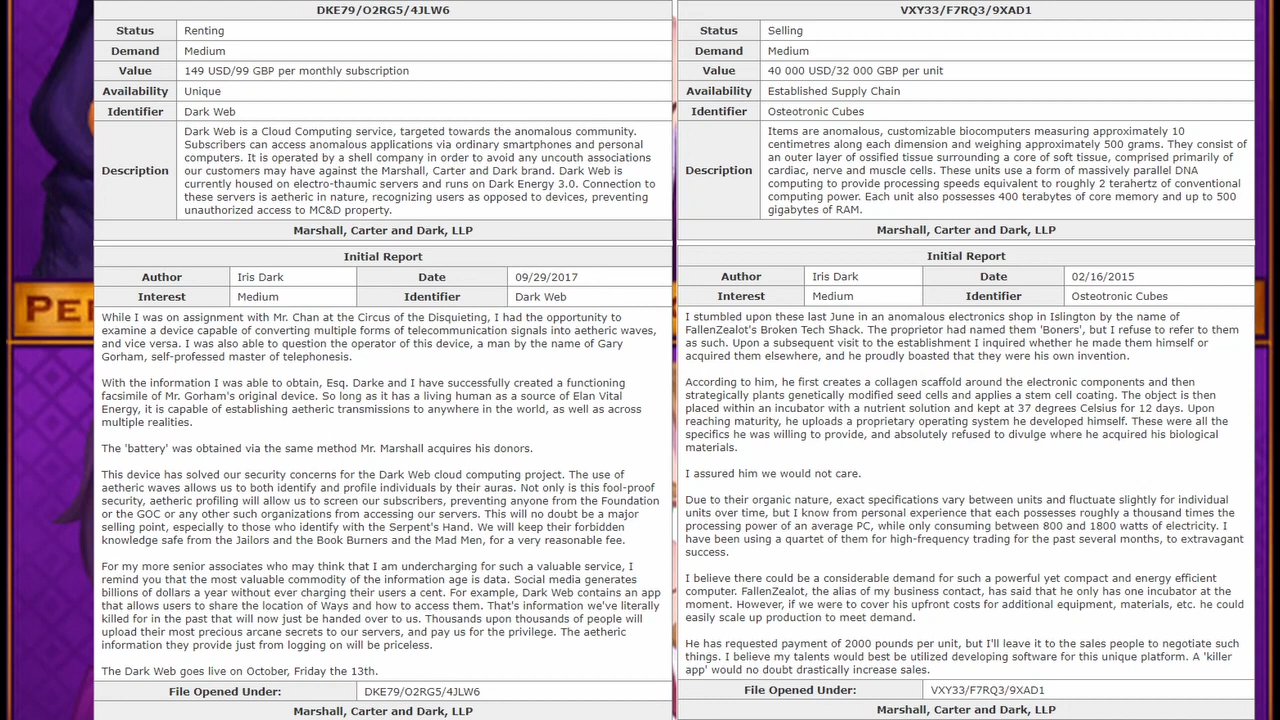 DKE79/O2RG5/4JLW6
Status Renting
Demand Medium
Value 149 USD/99 GBP per monthly subscription
Availability Unique
Identifier Dark Web
Description
Dark Web is a Cloud Computing service, targeted towards the anomalous community.
Subscribers can access anomalous applications via ordinary smartphones and personal
computers. It is operated by a shell company in order to avoid any uncouth associations
our customers may have against the Marshall, Carter and Dark brand. Dark Web is
currently housed on electro-thaumic servers and runs on Dark Energy 3.0. Connection to
these servers is aetheric in nature, recognizing users as opposed to devices, preventing
unauthorized access to MC&D property.
Marshall, Carter and Dark, LLP
Initial Report
Author Iris Dark Date 09/29/2017
Interest Medium Identifier Dark Web
While I was on assignment with Mr. Chan at the Circus of the Disquieting, I had the opportunity to
examine a device capable of converting multiple forms of telecommunication signals into aetheric waves,
and vice versa. I was also able to question the operator of this device, a man by the name of Gary
Gorham, self-professed master of telephonesis.
With the information I was able to obtain, Esq. Darke and I have successfully created a functioning
facsimile of Mr. Gorham's original device. So long as it has a living human as a source of Elan Vital
Energy, it is capable of establishing aetheric transmissions to anywhere in the world, as well as across
multiple realities.
The 'battery' was obtained via the same method Mr. Marshall acquires his donors.
This device has solved our security concerns for the Dark Web cloud computing project. The use of
aetheric waves allows us to both identify and profile individuals by their auras. Not only is this fool-proof
security, aetheric profiling will allow us to screen our subscribers, preventing anyone from the Foundation
or the GOC or any other such organizations from accessing our servers. This will no doubt be a major
selling point, especially to those who identify with the Serpent's Hand. We will keep their forbidden
knowledge safe from the Jailors and the Book Burners and the Mad Men, for a very reasonable fee.
For my more senior associates who may think that I am undercharging for such a valuable service, I
remind you that the most valuable commodity of the information age is data. Social media generates
billions of dollars a year without ever charging their users a cent. For example, Dark Web contains an
app that allows users to share the location of Ways and how to access them. That's information we've literally
killed for in the past that will now just be handed over to us. Thousands upon thousands of people will
upload their most precious arcane secrets to our servers, and pay us for the privilege. The aetheric
information they provide just from logging on will be priceless.
The Dark Web goes live on October, Friday the 13th.
File Opened Under: DKE79/O2RG5/4JLW6
Marshall, Carter and Dark, LLP
VXY33/F7RQ3/9XAD1
Status Selling
Demand Medium
Value 40 000 USD/32 000 GBP per unit
Availability Established Supply Chain
Identifier Osteotronic Cubes
Description
Items are anomalous, customizable biocomputers measuring approximately 10
centimetres along each dimension and weighing approximately 500 grams. They consist of
an outer layer of ossified tissue surrounding a core of soft tissue, comprised primarily of
cardiac, nerve and muscle cells. These units use a form of massively parallel DNA
computing to provide processing speeds equivalent to roughly 2 terahertz of conventional
computing power. Each unit also possesses 400 terabytes of core memory and up to 500
gigabytes of RAM.
Marshall, Carter and Dark, LLP
Initial Report
Author Iris Dark Date 02/16/2015
Interest Medium Identifier Osteotronic Cubes
I stumbled upon these last June in an anomalous electronics shop in Islington by the name of
FallenZealot's Broken Tech Shack. The proprietor had named them 'Boners', but I refuse to refer to them
as such. Upon a subsequent visit to the establishment I inquired whether he made them himself or
acquired them elsewhere, and he proudly boasted that they were his own invention.
According to him, he first creates a collagen scaffold around the electronic components and then
strategically plants genetically modified seed cells and applies a stem cell coating. The object is then
placed within an incubator with a nutrient solution and kept at 37 degrees Celsius for 12 days. Upon
reaching maturity, he uploads a proprietary operating system he developed himself. These were all the
specifics he was willing to provide, and absolutely refused to divulge where he acquired his biological
materials.
I assured him we would not care.
Due to their organic nature, exact specifications vary between units and fluctuate slightly for individual
units over time, but I know from personal experience that each possesses roughly a thousand times the
processing power of an average PC, while only consuming between 800 and 1800 watts of electricity. I
have been using a quartet of them for high-frequency trading for the past several months, to extravagant
success.
I believe there could be a considerable demand for such a powerful yet compact and energy efficient
computer. FallenZealot, the alias of my business contact, has said that he only has one incubator at the
moment. However, if we were to cover his upfront costs for additional equipment, materials, etc. he could
easily scale up production to meet demand.
He has requested payment of 2000 pounds per unit, but I'll leave it to the sales people to negotiate such
things. I believe my talents would best be utilized developing software for this unique platform. A 'killer
app' would no doubt drastically increase sales.
File Opened Under: VXY33/F7RQ3/9XAD1
Marshall, Carter and Dark, LLP